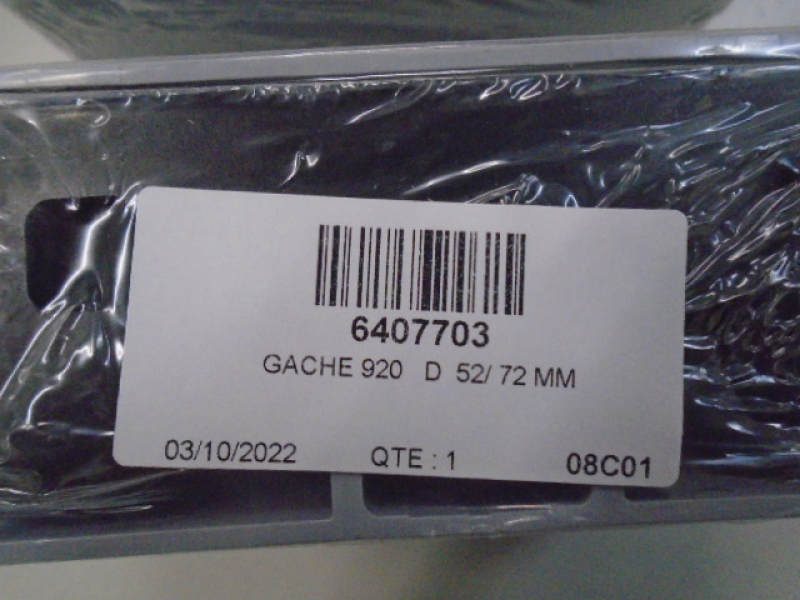 6407703
GACHE 920 D 52/ 72 MM
03/10/2022 QTE : 1 08C01